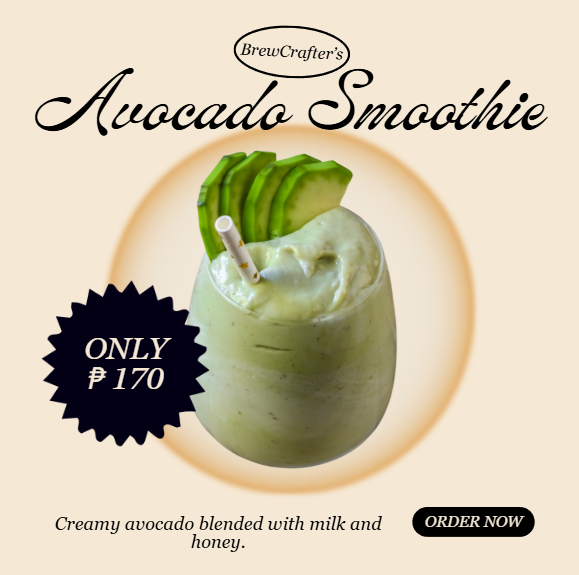 BrewCrafter's
Avocado Smoothie
ONLY
₱ 170
Creamy avocado blended with milk and
honey.
ORDER NOW